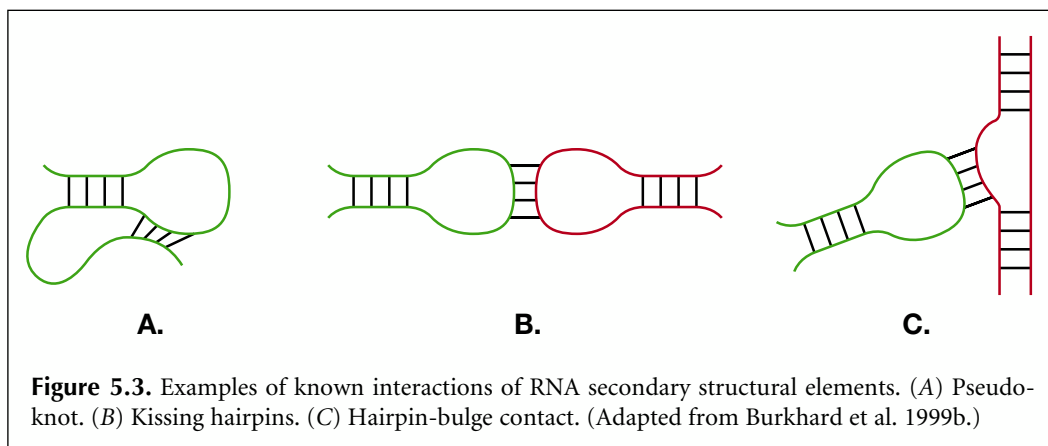 A.
B.
C.
Figure 5.3. Examples of known interactions of RNA secondary structural elements. (A) Pseudo-
knot. (B) Kissing hairpins. (C) Hairpin-bulge contact. (Adapted from Burkhard et al. 1999b.)